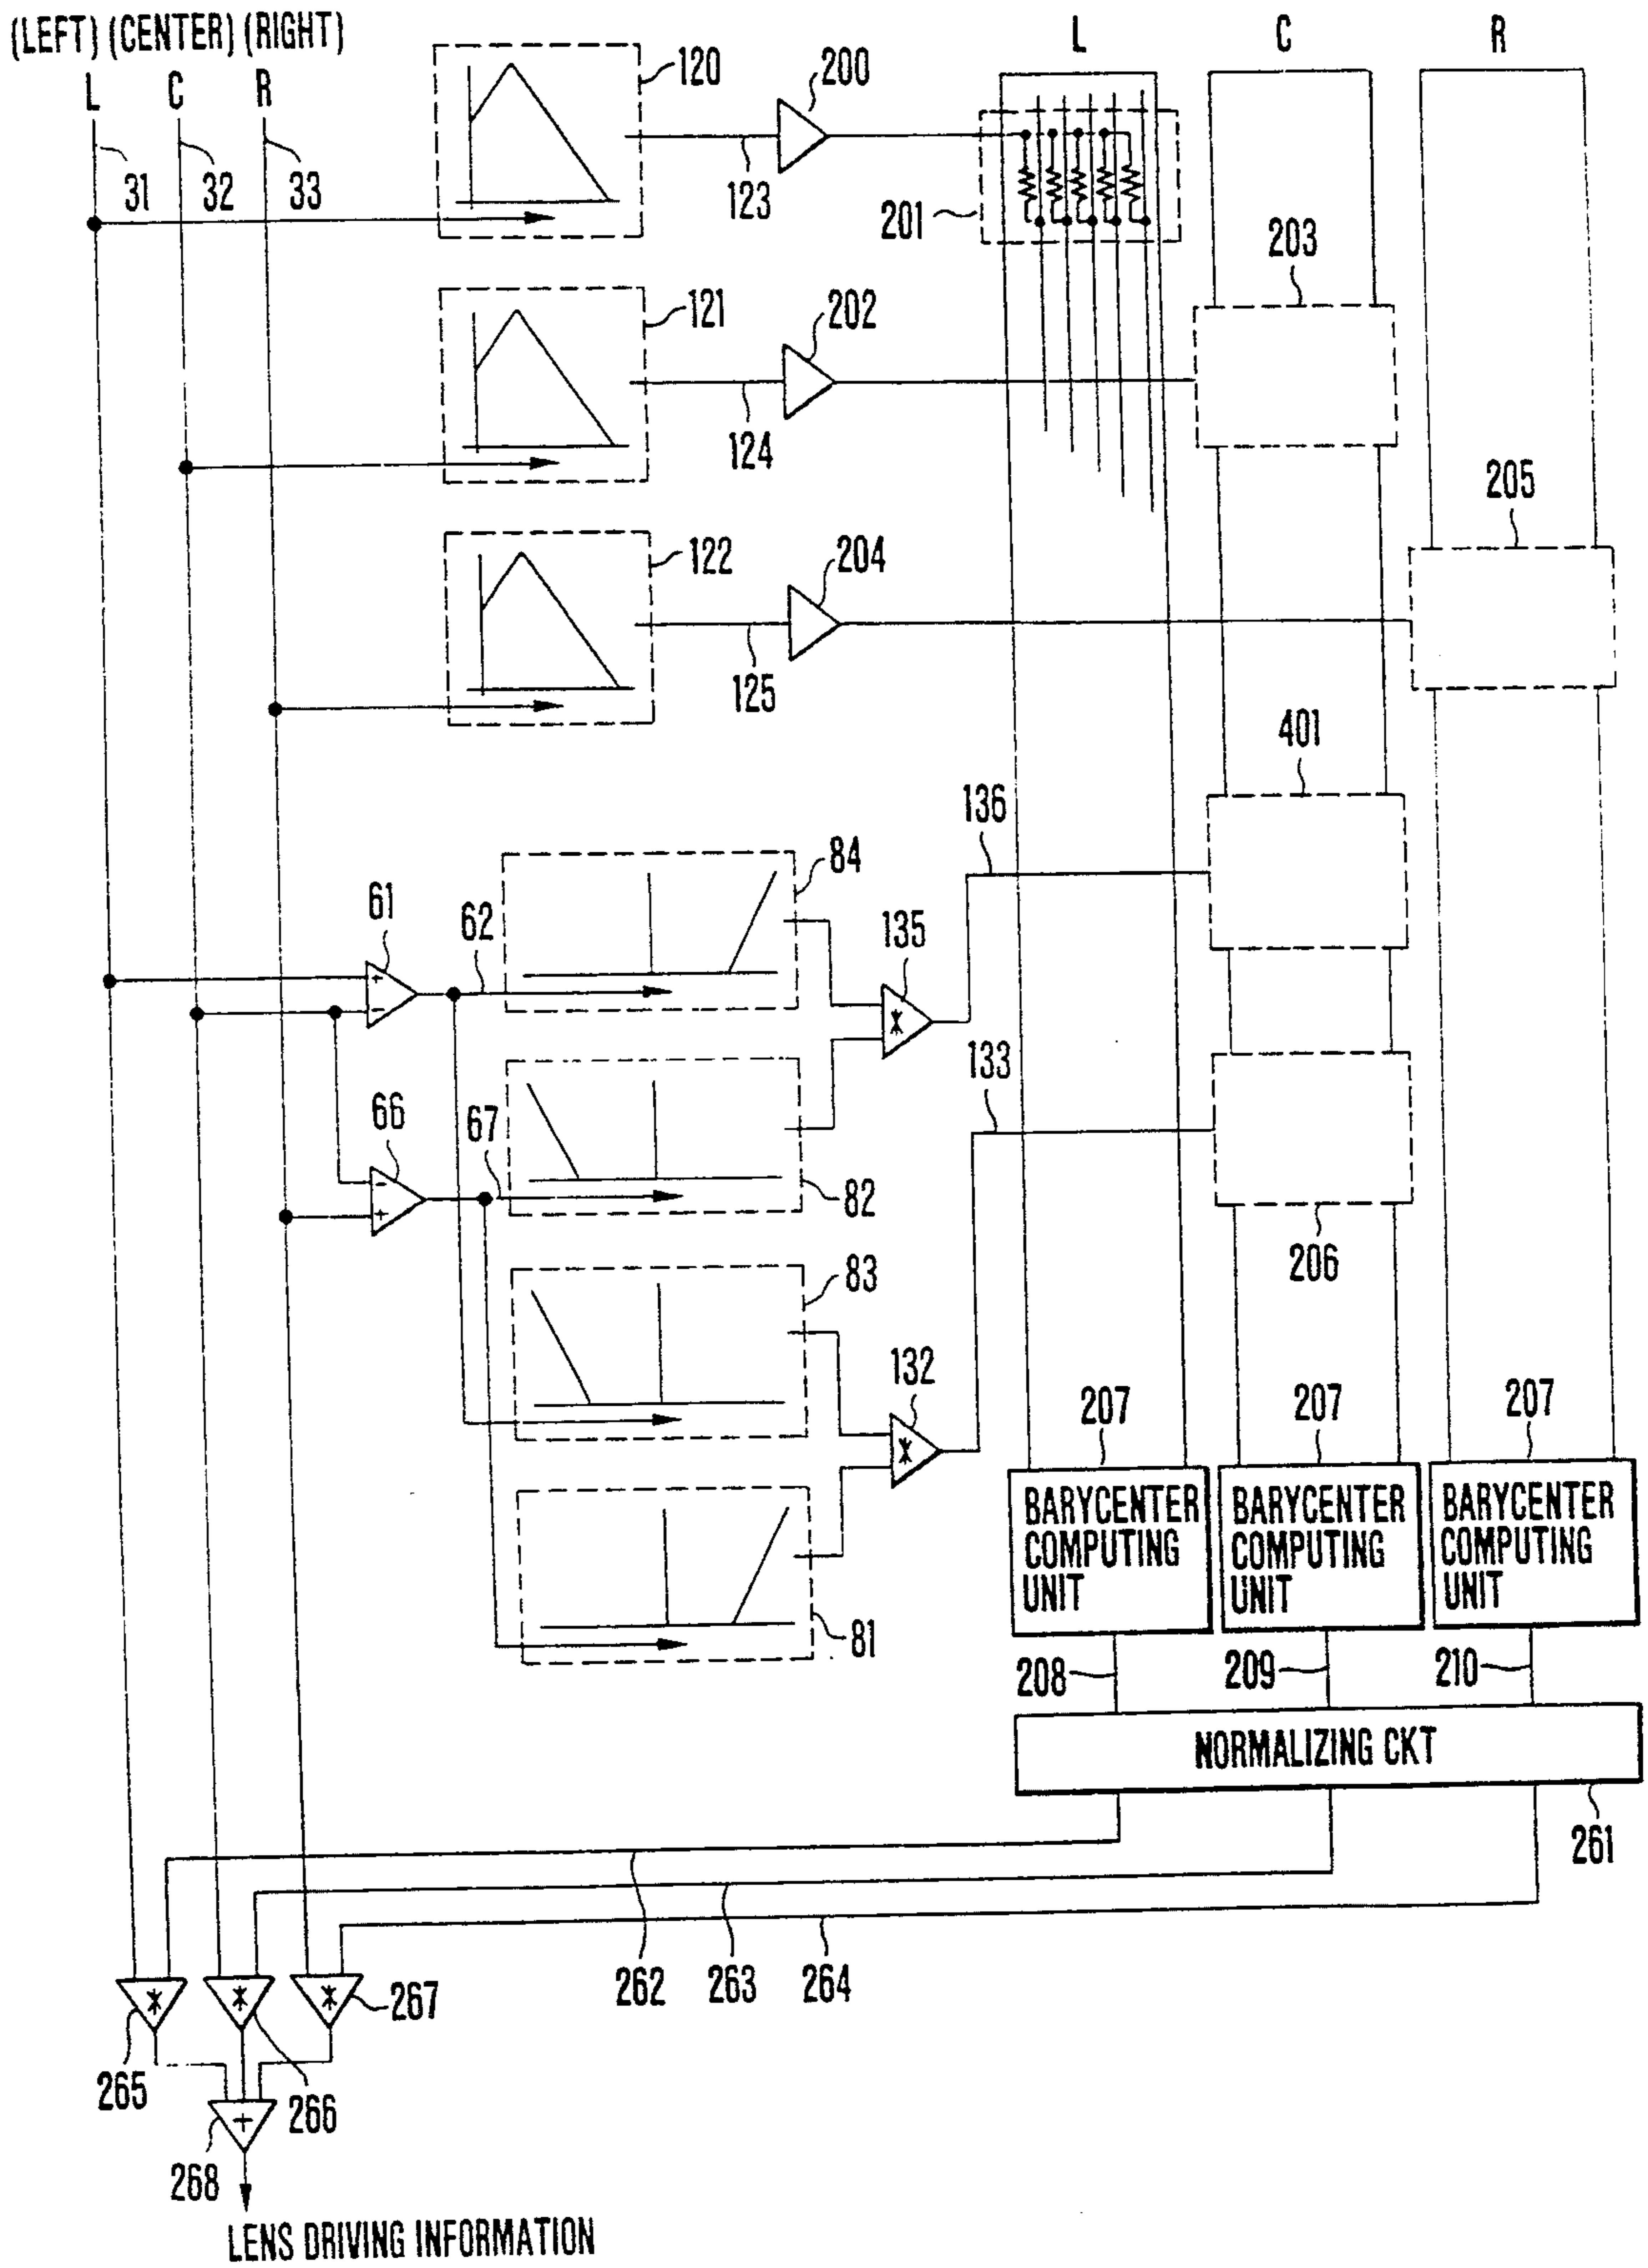 (LEFT) (CENTER) (RIGHT)
L C R
L C R
31 32 33
120
200
123
201
203
121
202
124
205
122
204
125
401
136
84
61
62
135
133
66
67
82
206
83
132
207 207 207
BARYCENTER
COMPUTING
UNIT
BARYCENTER
COMPUTING
UNIT
BARYCENTER
COMPUTING
UNIT
81
208 209 210
NORMALIZING CKT
261
262 263 264
+
-
-
+
265 266 267
+
268
LENS DRIVING INFORMATION